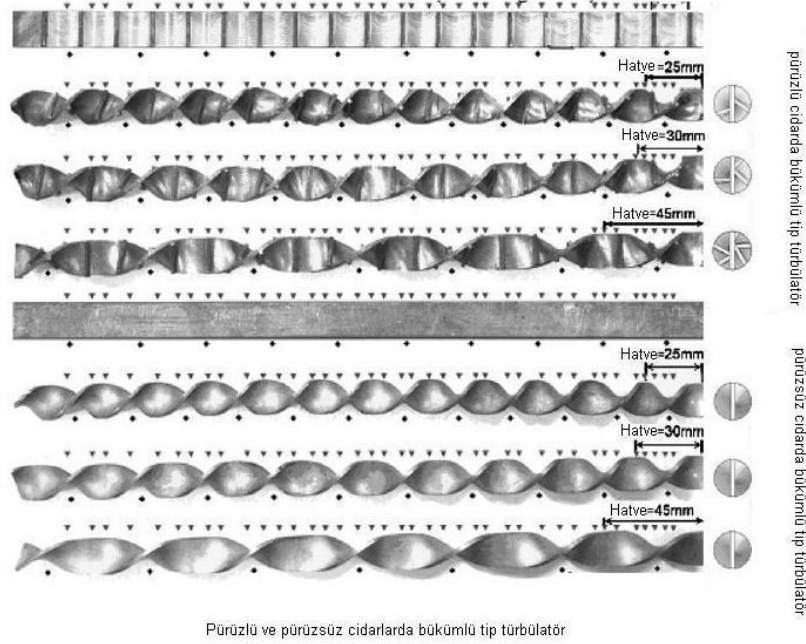 Hatve=25mm
Hatve=30mm
Hatve=45mm
Hatve=25mm
Hatve=30mm
Hatve=45mm
pürüzlü cidarda bükümlü tip türbülatör
pürüzsüz cidarda bükümlü tip türbülatör
Pürüzlü ve pürüzsüz cidarlarda bükümlü tip türbülatör